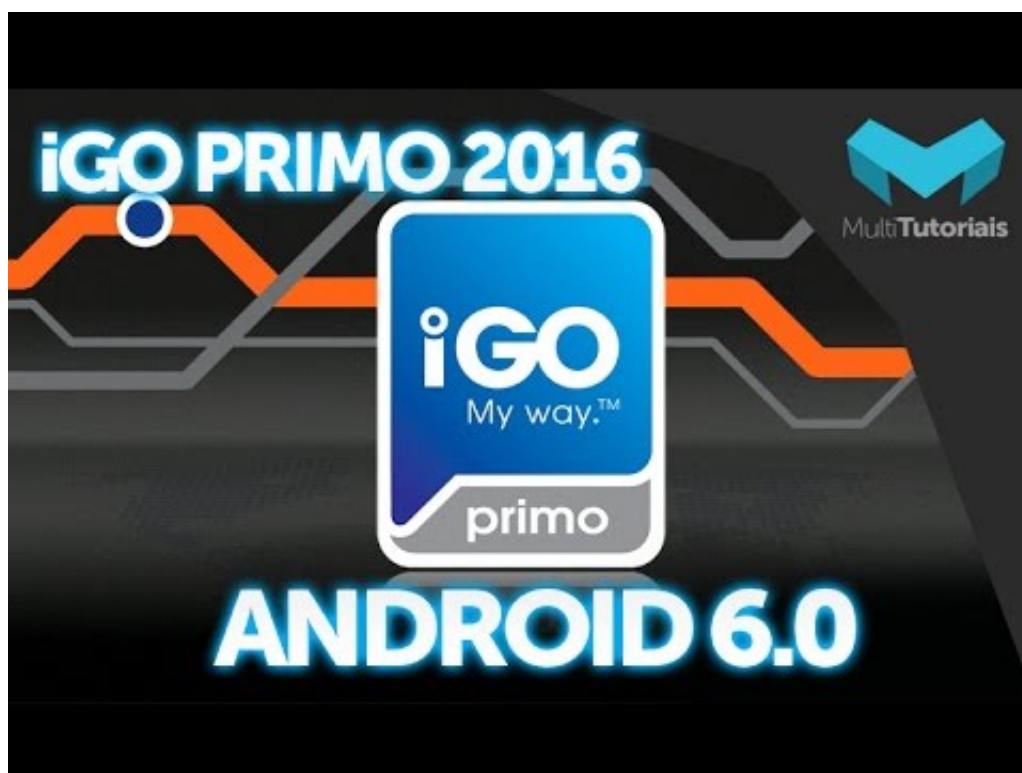 iGO PRIMO 2016
MultiTutoriais
iGO
My way.™
primo
ANDROID 6.0